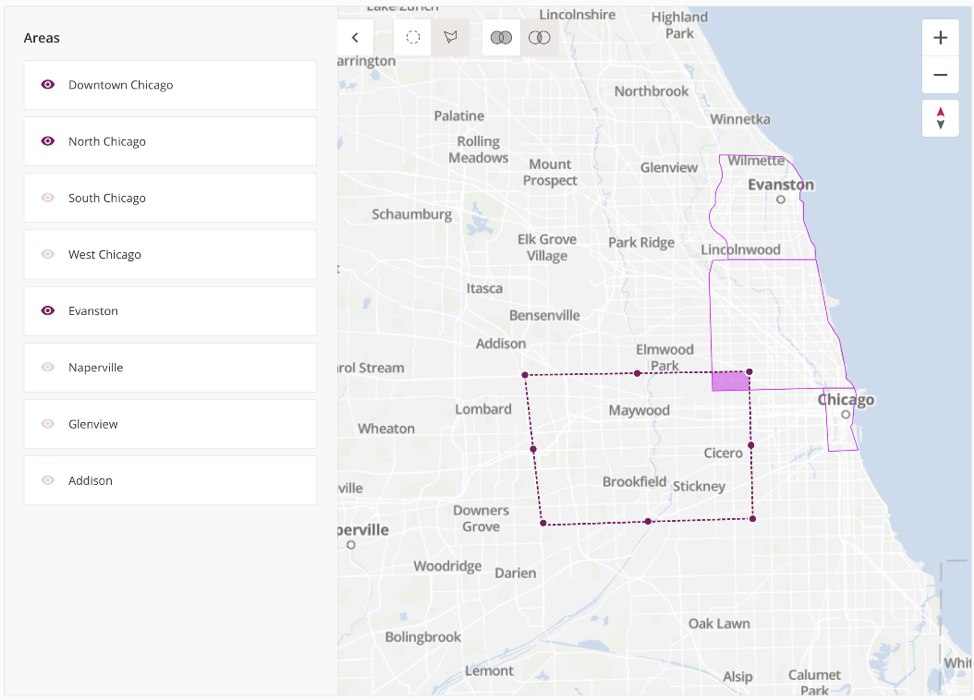 Areas
Downtown Chicago
North Chicago
South Chicago
West Chicago
Evanston
Naperville
Glenview
Addison
Lake Zurich
Lincolnshire
Highland
Park
arrington
Northbrook
Palatine
Winnetka
Rolling
Meadows
Mount
Prospect
Glenview
Wilmette
Evanston
Schaumburg
Elk Grove
Village
Park Ridge
Lincolnwood
Itasca
Bensenville
Addison
Elmwood
Park
rol Stream
Lombard
Maywood
Chicago
Wheaton
Cicero
Brookfield
Stickney
ville
Downers
Grove
perville
Woodridge
Darien
Oak Lawn
Bolingbrook
Lemont
Alsip
Calumet
Park
Whit